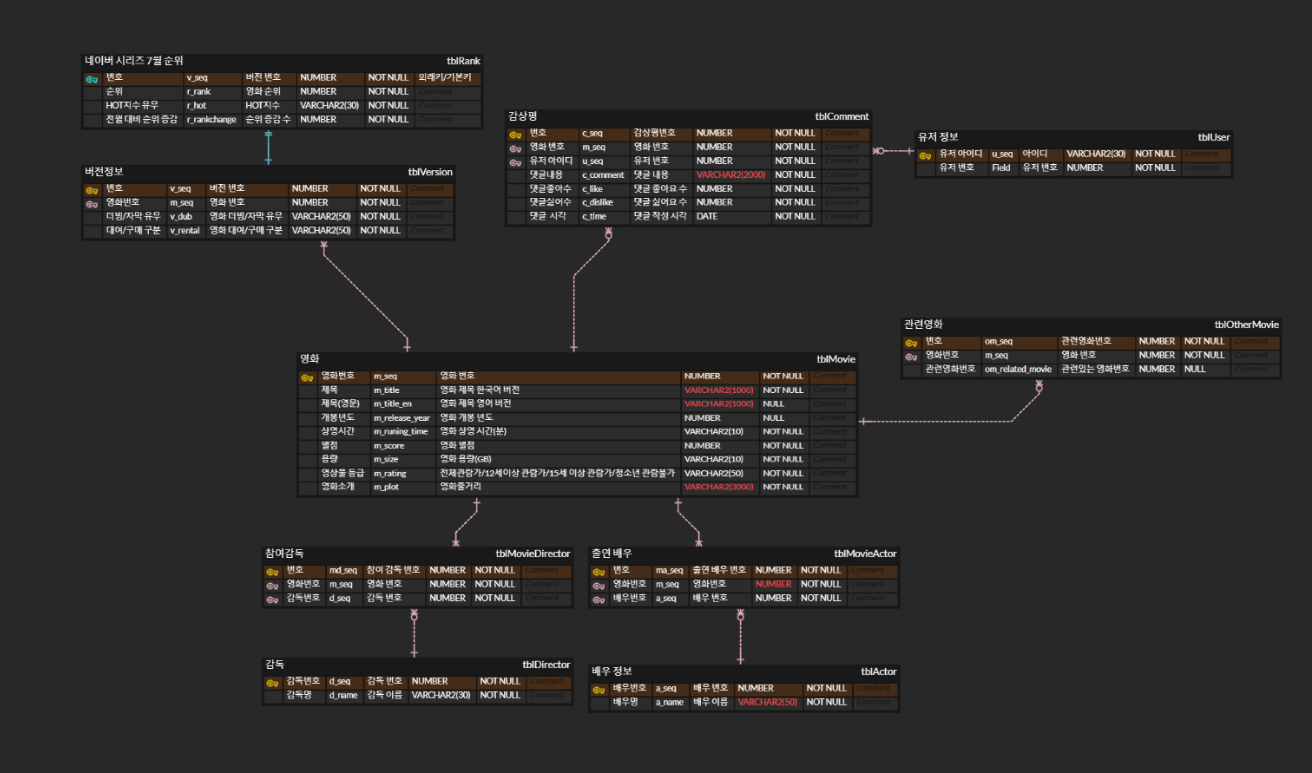 네이버 시리즈 7월 순위 tblRank
번호 v_seq 버전 번호 NUMBER NOT NULL 외래키/기본키
순위 r_rank 영화 순위 NUMBER NOT NULL Comment
HOT지수 유무 r_hot HOT지수 VARCHAR2(30) NOT NULL Comment
전월 대비 순위 증감 r_rankchange 순위 증감 수 NUMBER NOT NULL Comment
버전정보 tblVersion
번호 v_seq 버전 번호 NUMBER NOT NULL Comment
영화번호 m_seq 영화 번호 NUMBER NOT NULL Comment
더빙/자막 유무 v_dub 영화 더빙/자막 유무 VARCHAR2(50) NOT NULL Comment
대여/구매 구분 v_rental 영화 대여/구매 구분 VARCHAR2(50) NOT NULL Comment
감상평 tblComment
번호 c_seq 감상평번호 NUMBER NOT NULL Comment
영화 번호 m_seq 영화 번호 NUMBER NOT NULL Comment
유저 아이디 u_seq 유저 번호 NUMBER NOT NULL Comment
댓글내용 c_comment 댓글 내용 VARCHAR2(2000) NOT NULL Comment
댓글좋아수 c_like 댓글 좋아요 수 NUMBER NOT NULL Comment
댓글싫어수 c_dislike 댓글 싫어요 수 NUMBER NOT NULL Comment
댓글 시각 c_time 댓글 작성 시각 DATE NOT NULL Comment
유저 정보 tblUser
유저 아이디 u_seq 아이디 VARCHAR2(30) NOT NULL Comment
유저 번호 Field 유저 번호 NUMBER NOT NULL Comment
관련영화 tblOtherMovie
번호 om_seq 관련영화번호 NUMBER NOT NULL Comment
영화번호 m_seq 영화 번호 NUMBER NOT NULL Comment
관련영화번호 om_related_movie 관련있는 영화번호 NUMBER NULL Comment
영화 tblMovie
영화번호 m_seq 영화 번호 NUMBER NOT NULL Comment
제목 m_title 영화 제목 한국어 버전 VARCHAR2(1000) NOT NULL Comment
제목(영문) m_title_en 영화 제목 영어 버전 VARCHAR2(1000) NULL Comment
개봉년도 m_release_year 영화 개봉 년도 NUMBER NULL Comment
상영시간 m_runing_time 영화 상영 시간(분) VARCHAR2(10) NOT NULL Comment
별점 m_score 영화 별점 NUMBER NOT NULL Comment
용량 m_size 영화 용량(GB) VARCHAR2(10) NOT NULL Comment
영상물 등급 m_rating 전체관람가/12세이상 관람가/15세 이상 관람가/청소년 관람불가 VARCHAR2(50) NOT NULL Comment
영화소개 m_plot 영화줄거리 VARCHAR2(3000) NOT NULL Comment
참여감독 tblMovieDirector
번호 md_seq 참여 감독 번호 NUMBER NOT NULL Comment
영화번호 m_seq 영화 번호 NUMBER NOT NULL Comment
감독번호 d_seq 감독 번호 NUMBER NOT NULL Comment
출연 배우 tblMovieActor
번호 ma_seq 출연 배우 번호 NUMBER NOT NULL Comment
영화번호 m_seq 영화번호 NUMBER NOT NULL Comment
배우번호 a_seq 배우 번호 NUMBER NOT NULL Comment
감독 tblDirector
감독번호 d_seq 감독 번호 NUMBER NOT NULL Comment
감독명 d_name 감독 이름 VARCHAR2(30) NOT NULL Comment
배우 정보 tblActor
배우번호 a_seq 배우 번호 NUMBER NOT NULL Comment
배우명 a_name 배우 이름 VARCHAR2(50) NOT NULL Comment